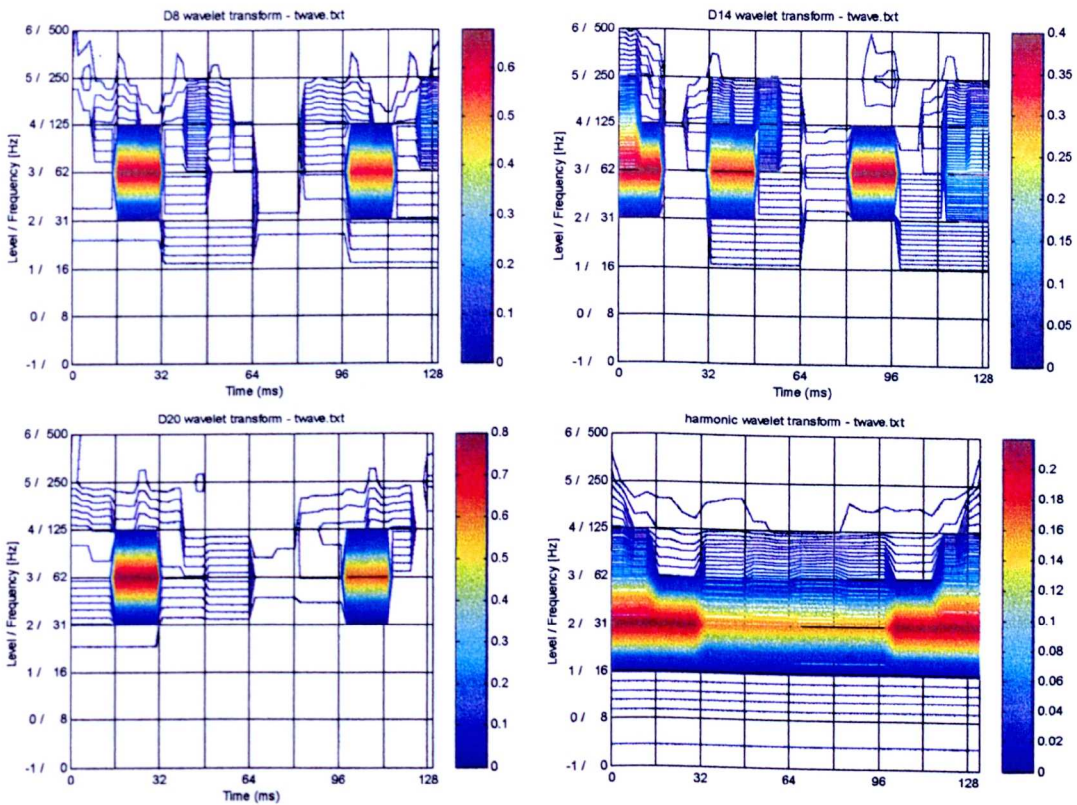 D8 wavelet transform - twave.txt
6 / 500
5 / 250
4 / 125
3 / 62
2 / 31
1 / 16
0 / 8
-1 / 0
Level / Frequency [Hz]
0 32 64 96 128
Time (ms)
0.6
0.5
0.4
0.3
0.2
0.1
0
D14 wavelet transform - twave.txt
6 / 500
5 / 250
4 / 125
3 / 62
2 / 31
1 / 16
0 / 8
-1 / 0
Level / Frequency [Hz]
0 32 64 96 128
Time (ms)
0.4
0.35
0.3
0.25
0.2
0.15
0.1
0.05
0
D20 wavelet transform - twave.txt
6 / 500
5 / 250
4 / 125
3 / 62
2 / 31
1 / 16
0 / 8
-1 / 0
Level / Frequency [Hz]
0 32 64 96 128
Time (ms)
0.8
0.7
0.6
0.5
0.4
0.3
0.2
0.1
0
harmonic wavelet transform - twave.txt
6 / 500
5 / 250
4 / 125
3 / 62
2 / 31
1 / 16
0 / 8
-1 / 0
Level / Frequency [Hz]
0 32 64 96 128
Time (ms)
0.2
0.18
0.16
0.14
0.12
0.1
0.08
0.06
0.04
0.02
0